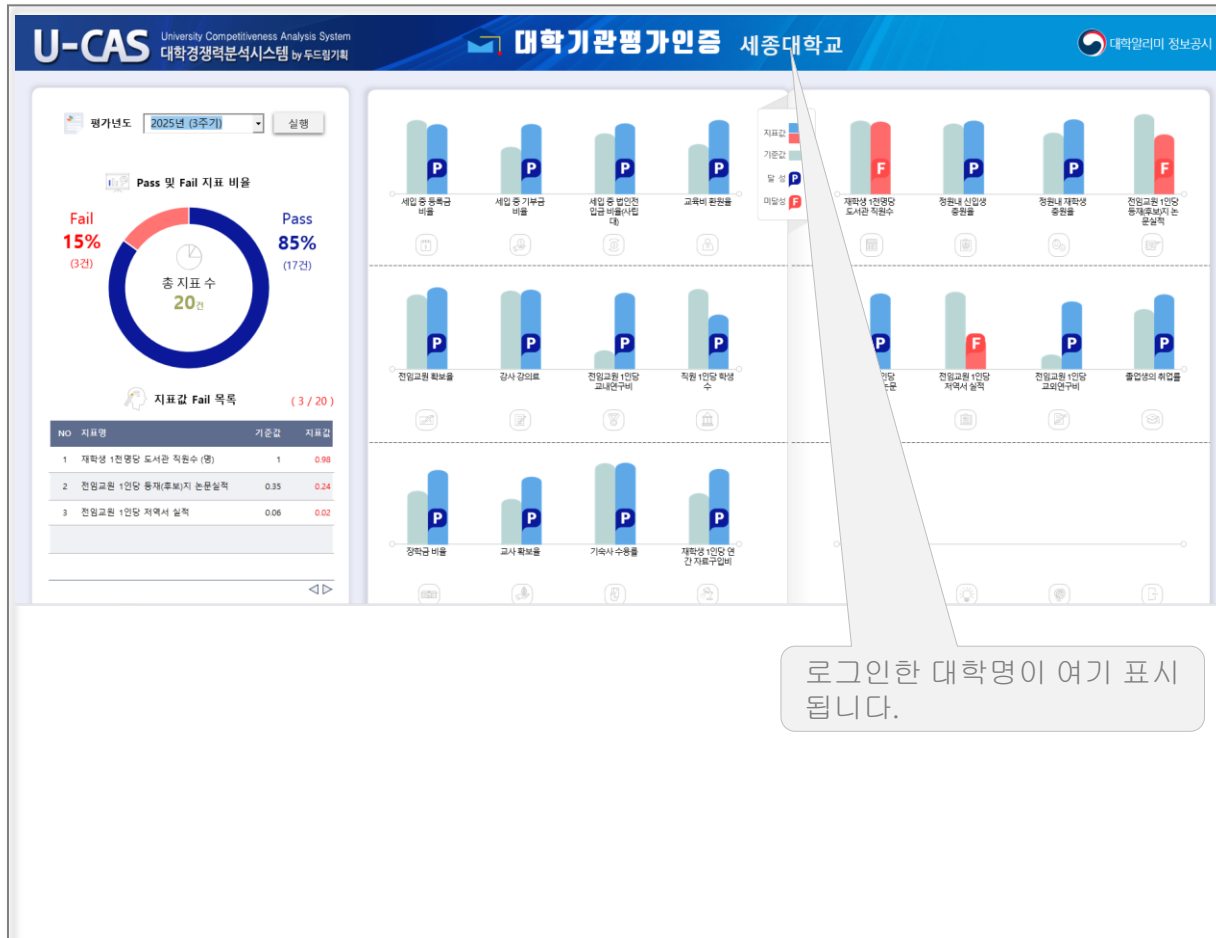 U-CAS
University Competitiveness Analysis System
대학경쟁력분석시스템 by 두드림기획
대학기관평가인증 세종대학교
대학알리미 정보공시
평가년도 2025년 (3주기) 실행
Pass 및 Fail 지표 비율
Fail
15%
(3건)
Pass
85%
(17건)
총 지표 수
20건
지표값 Fail 목록 ( 3 / 20 )
NO 지표명 기준값 지표값
1 재학생 1천명당 도서관 직원수 (명) 1 0.98
2 전임교원 1인당 등재(후보)지 논문실적 0.35 0.24
3 전임교원 1인당 저역서 실적 0.06 0.02
P P P P
세입 중 등록금
비율
세입 중 기부금
비율
세입 중 법인전
입금 비율(사립
대)
교육비 환원율
지표값
기준값
달 성 P
미달성 F
F P P F
재학생 1천명당
도서관 직원수
정원내 신입생
충원율
정원내 재학생
충원율
전임교원 1인당
등재(후보)지 논
문실적
P P P P
전임교원 확보율
강사 강의료
전임교원 1인당
교내연구비
직원 1인당 학생
수
P F P P
인당
논문
전임교원 1인당
저역서 실적
전임교원 1인당
교외연구비
졸업생의 취업률
P P P P
장학금 비율
교사 확보율
기숙사 수용률
재학생 1인당 연
간 자료구입비
로그인한 대학명이 여기 표시
됩니다.